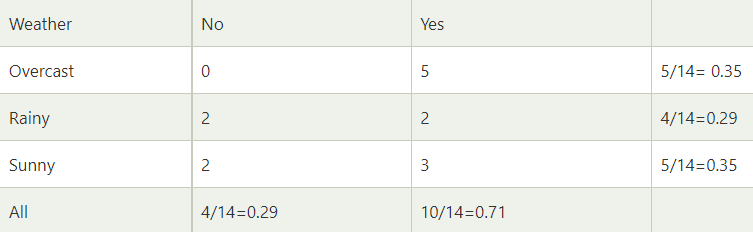 Weather No Yes
Overcast 0 5 5/14= 0.35
Rainy 2 2 4/14=0.29
Sunny 2 3 5/14=0.35
All 4/14=0.29 10/14=0.71